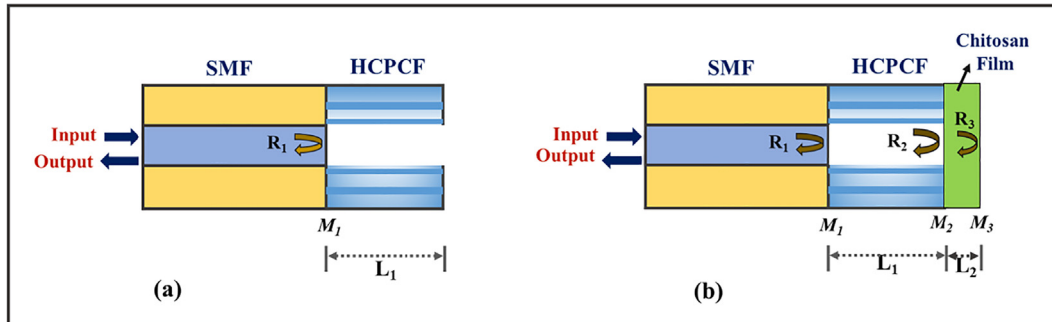 SMF
HCPCF
Input
Output
R1
M1
L1
(a)
Chitosan
Film
SMF
HCPCF
Input
Output
R1
R2
R3
M1
M2
M3
L1
L2
(b)